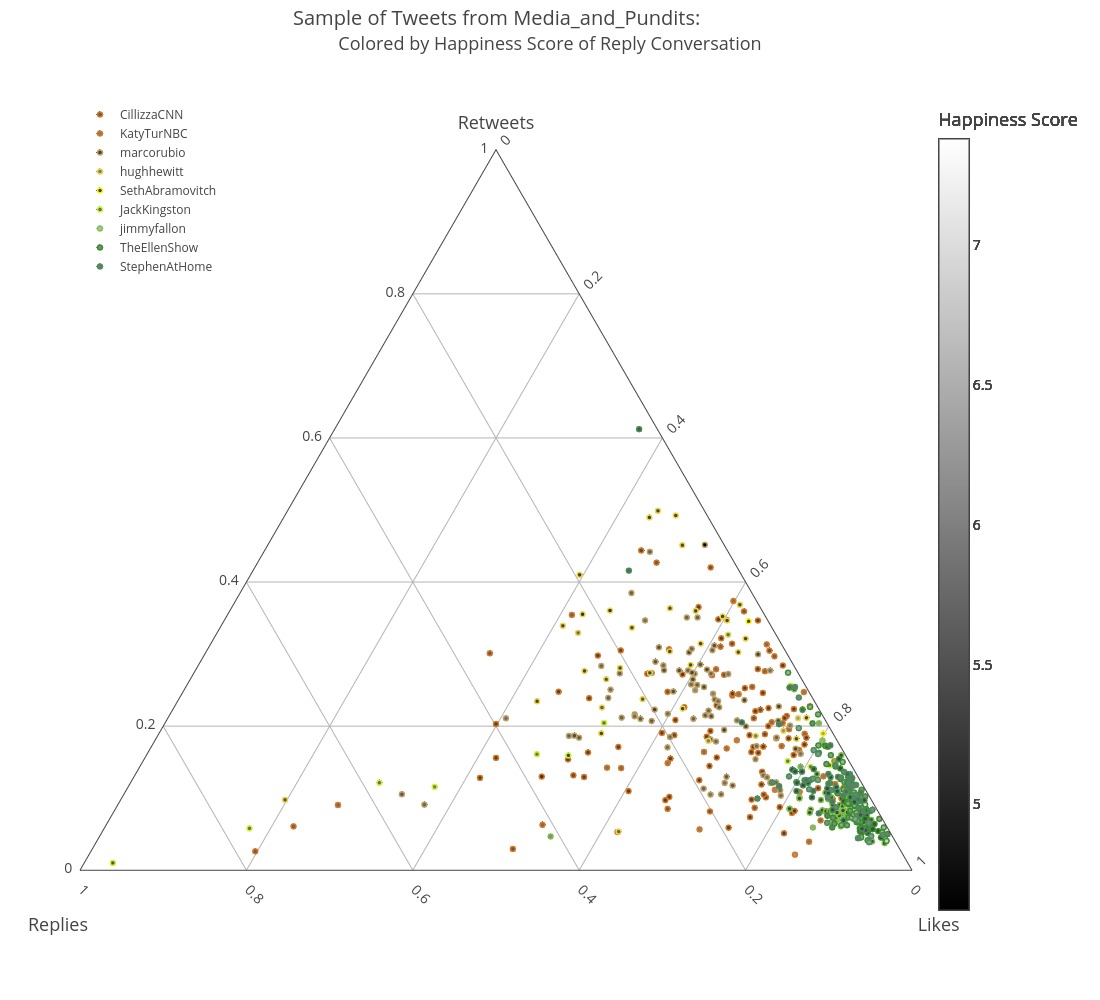 Sample of Tweets from Media_and_Pundits:
Colored by Happiness Score of Reply Conversation
CillizzaCNN
KatyTurNBC
marcorubio
hughhewitt
SethAbramovitch
JackKingston
jimmyfallon
TheEllenShow
StephenAtHome
Retweets
Happiness Score
1
0
0.8
0.2
7
6.5
0.6
0.4
6
0.4
0.6
5.5
0.2
0.8
5
0
1
1
0.8
0.6
0.4
0.2
0
Replies
Likes